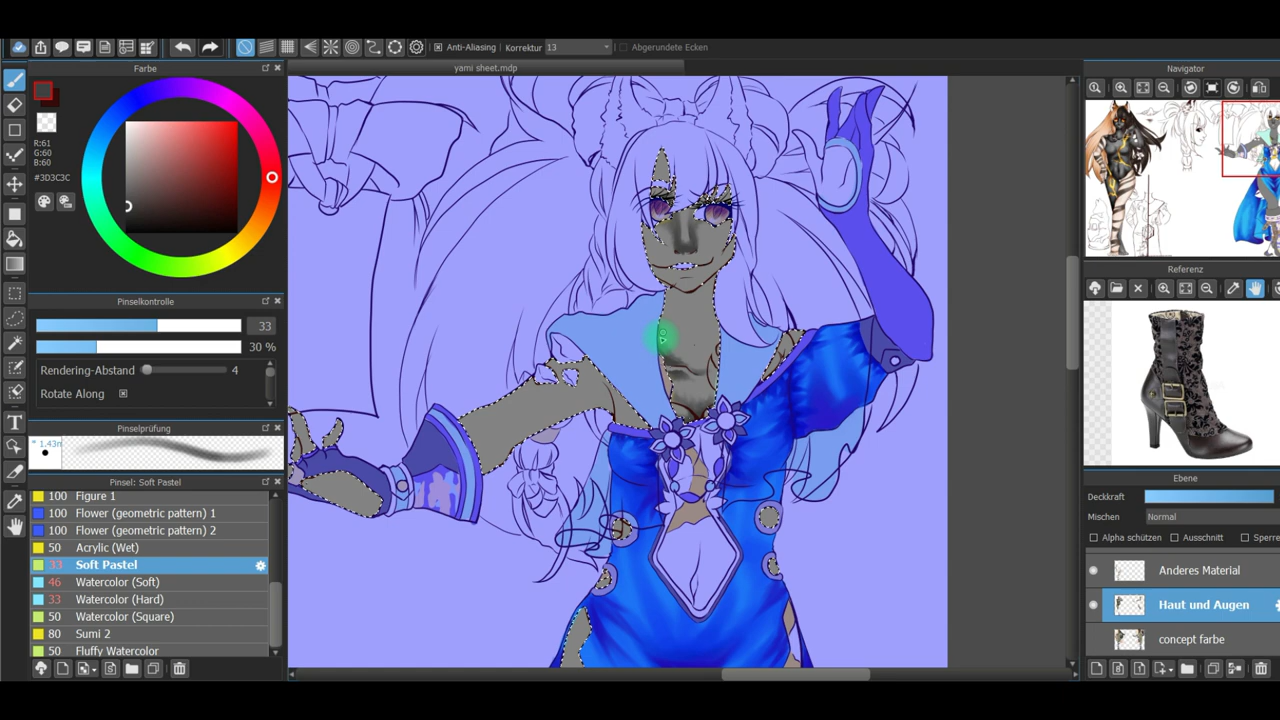 Anti-Aliasing Korrektur 13 Abgerundete Ecken
Farbe
yami sheet.mdp
Navigator
R:61
G:60
B:60
#3D3C3C
Pinselkontrolle
33
30 %
Rendering-Abstand 4
Rotate Along
Pinselprüfung
* 1.43m
Pinsel: Soft Pastel
100 Figure 1
100 Flower (geometric pattern) 1
100 Flower (geometric pattern) 2
50 Acrylic (Wet)
33 Soft Pastel
46 Watercolor (Soft)
33 Watercolor (Hard)
50 Watercolor (Square)
80 Sumi 2
50 Fluffy Watercolor
Referenz
Ebene
Deckkraft
Mischen Normal
Alpha schützen Ausschnitt Sperre
Anderes Material
Haut und Augen
concept farbe